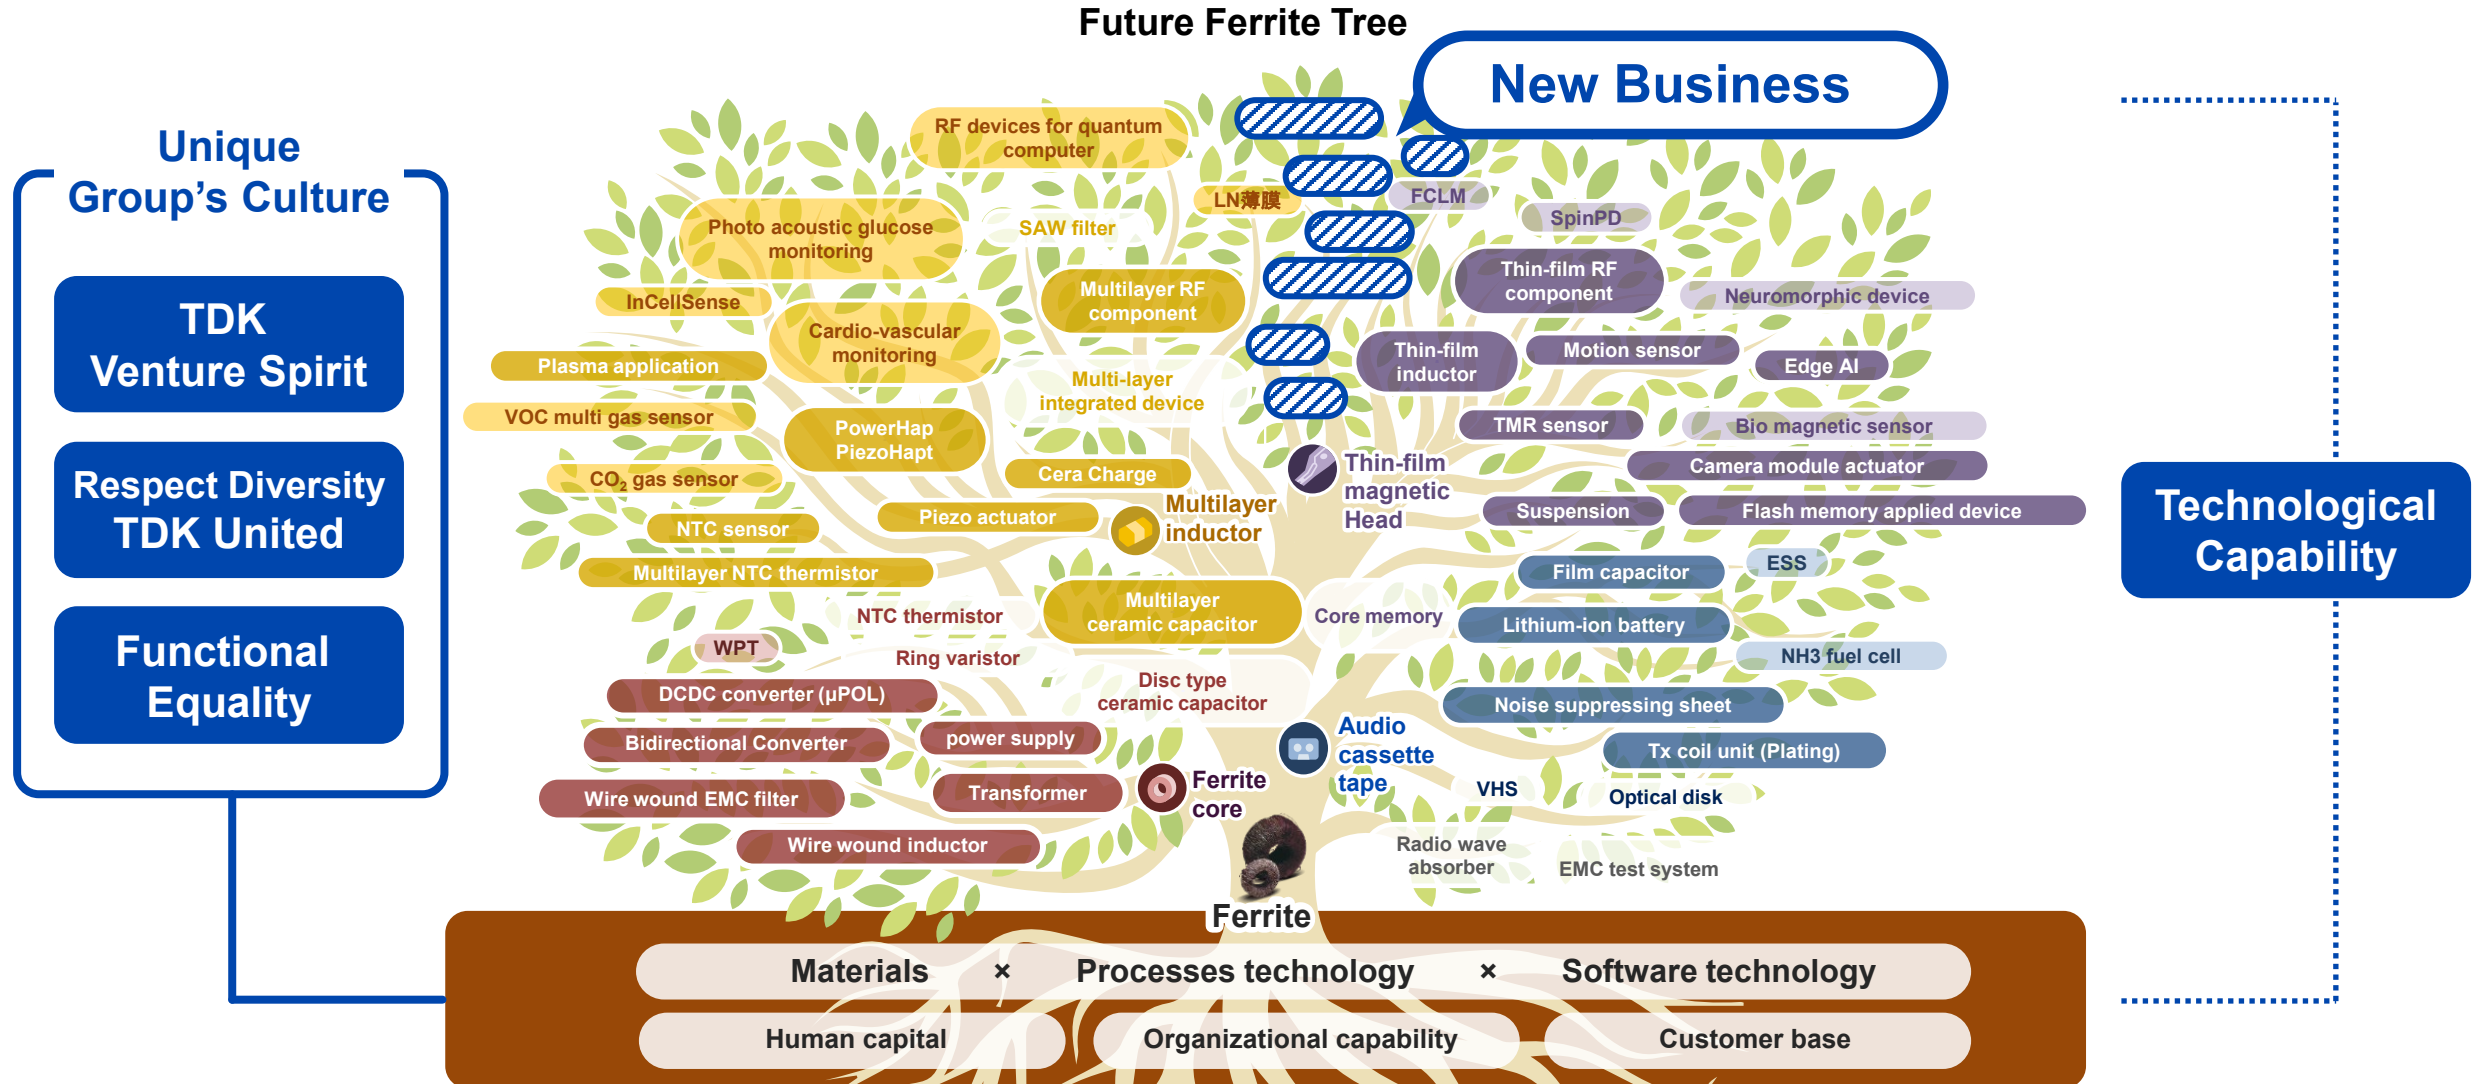 Future Ferrite Tree
New Business
Unique
Group's Culture
TDK
Venture Spirit
Respect Diversity
TDK United
Functional
Equality
RF devices for quantum
computer
LN薄膜
FCLM
SpinPD
Photo acoustic glucose
monitoring
SAW filter
Thin-film RF
component
Neuromorphic device
InCellSense
Multilayer RF
component
Cardio-vascular
monitoring
Thin-film
inductor
Motion sensor
Edge AI
Plasma application
Multi-layer
integrated device
VOC multi gas sensor
PowerHap
PiezoHapt
TMR sensor
Bio magnetic sensor
CO₂ gas sensor
Cera Charge
Thin-film
magnetic
Head
Camera module actuator
NTC sensor
Piezo actuator
Multilayer
inductor
Suspension
Flash memory applied device
Technological
Capability
Multilayer NTC thermistor
Film capacitor
ESS
NTC thermistor
Multilayer
ceramic capacitor
Core memory
Lithium-ion battery
WPT
Ring varistor
NH3 fuel cell
DCDC converter (μPOL)
Disc type
ceramic capacitor
Noise suppressing sheet
Bidirectional Converter
power supply
Audio
cassette
tape
Tx coil unit (Plating)
Wire wound EMC filter
Transformer
Ferrite
core
VHS
Optical disk
Wire wound inductor
Radio wave
absorber
EMC test system
Ferrite
Materials × Processes technology × Software technology
Human capital
Organizational capability
Customer base